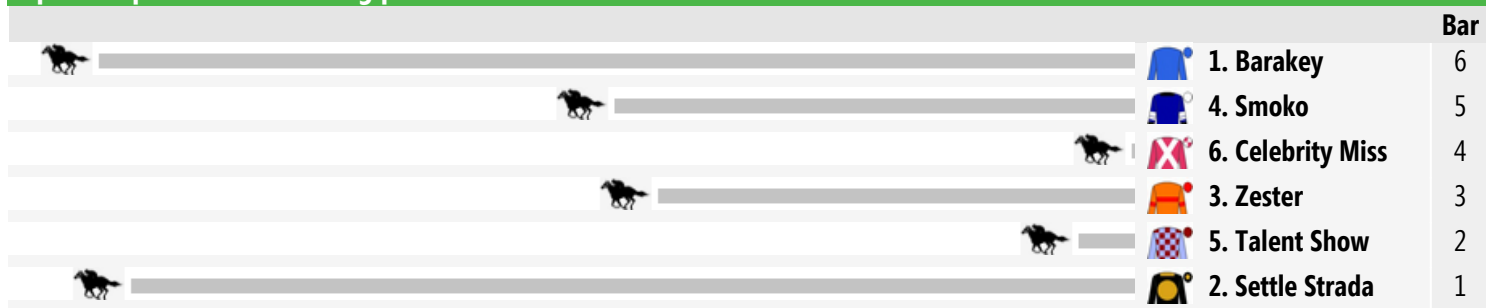 Bar
1. Barakey 6
4. Smoko 5
6. Celebrity Miss 4
3. Zester 3
5. Talent Show 2
2. Settle Strada 1